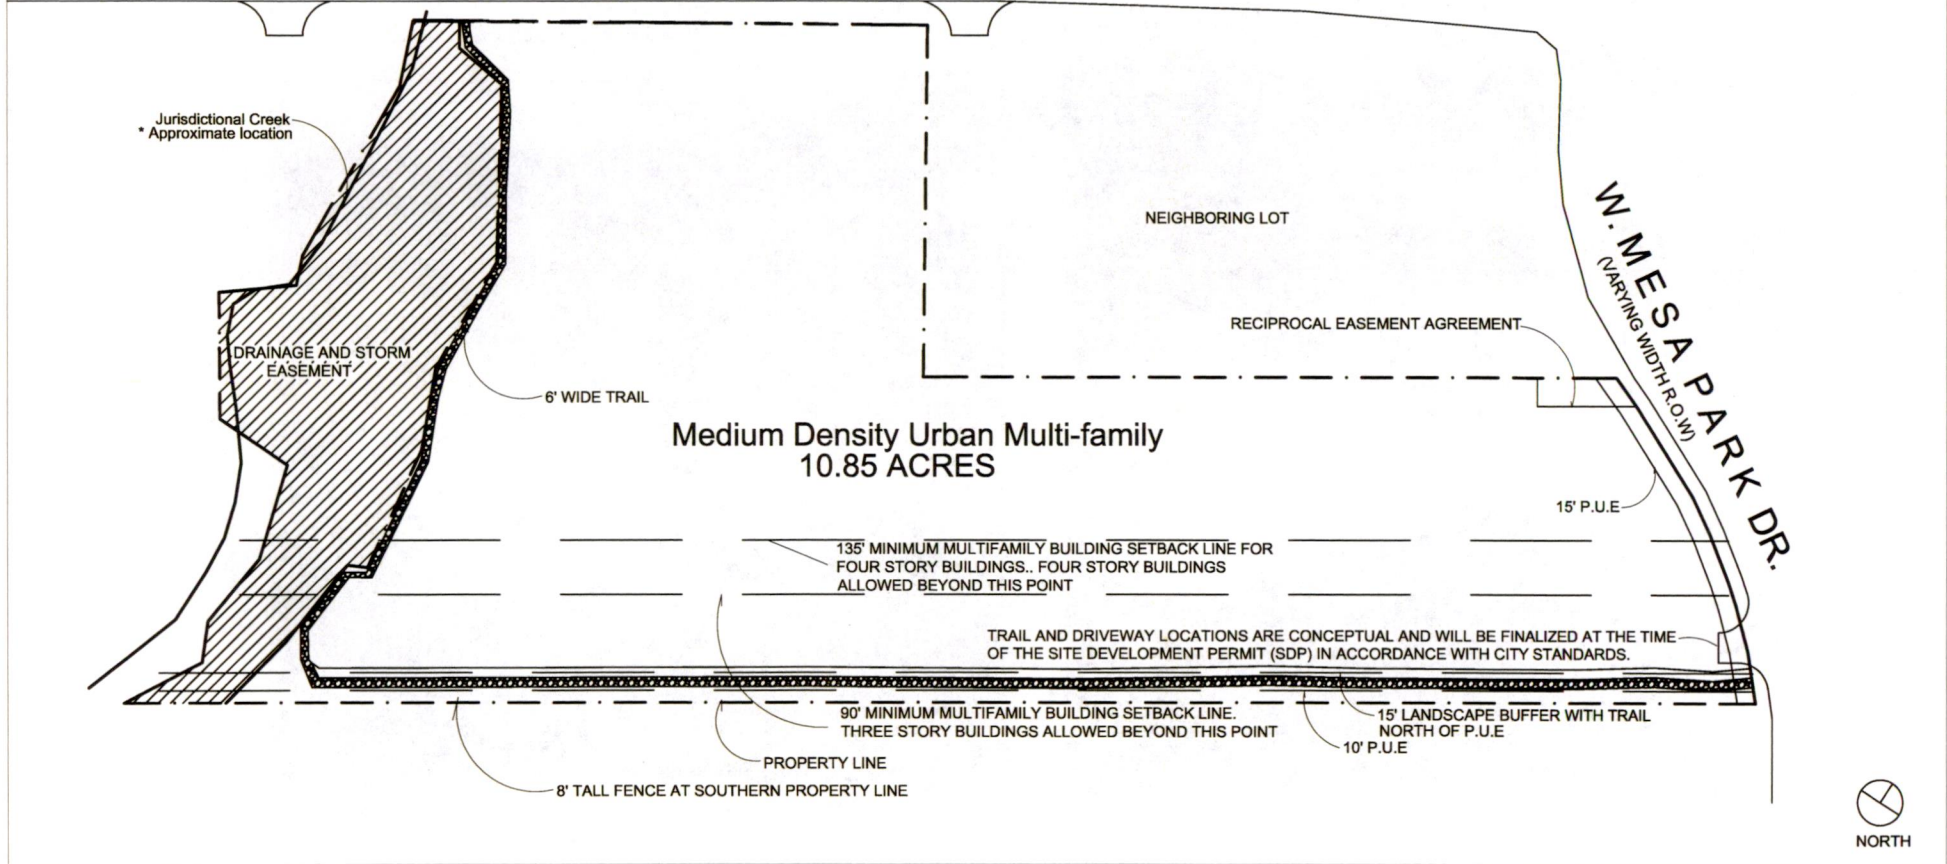 Jurisdictional Creek
* Approximate location
NEIGHBORING LOT
W. MESA PARK DR.
(VARYING WIDTH R.O.W)
RECIPROCAL EASEMENT AGREEMENT
DRAINAGE AND STORM
EASEMENT
6' WIDE TRAIL
Medium Density Urban Multi-family
10.85 ACRES
15' P.U.E
135' MINIMUM MULTIFAMILY BUILDING SETBACK LINE FOR
FOUR STORY BUILDINGS.. FOUR STORY BUILDINGS
ALLOWED BEYOND THIS POINT
TRAIL AND DRIVEWAY LOCATIONS ARE CONCEPTUAL AND WILL BE FINALIZED AT THE TIME
OF THE SITE DEVELOPMENT PERMIT (SDP) IN ACCORDANCE WITH CITY STANDARDS.
90' MINIMUM MULTIFAMILY BUILDING SETBACK LINE.
THREE STORY BUILDINGS ALLOWED BEYOND THIS POINT
15' LANDSCAPE BUFFER WITH TRAIL
NORTH OF P.U.E
10' P.U.E
PROPERTY LINE
8' TALL FENCE AT SOUTHERN PROPERTY LINE
NORTH